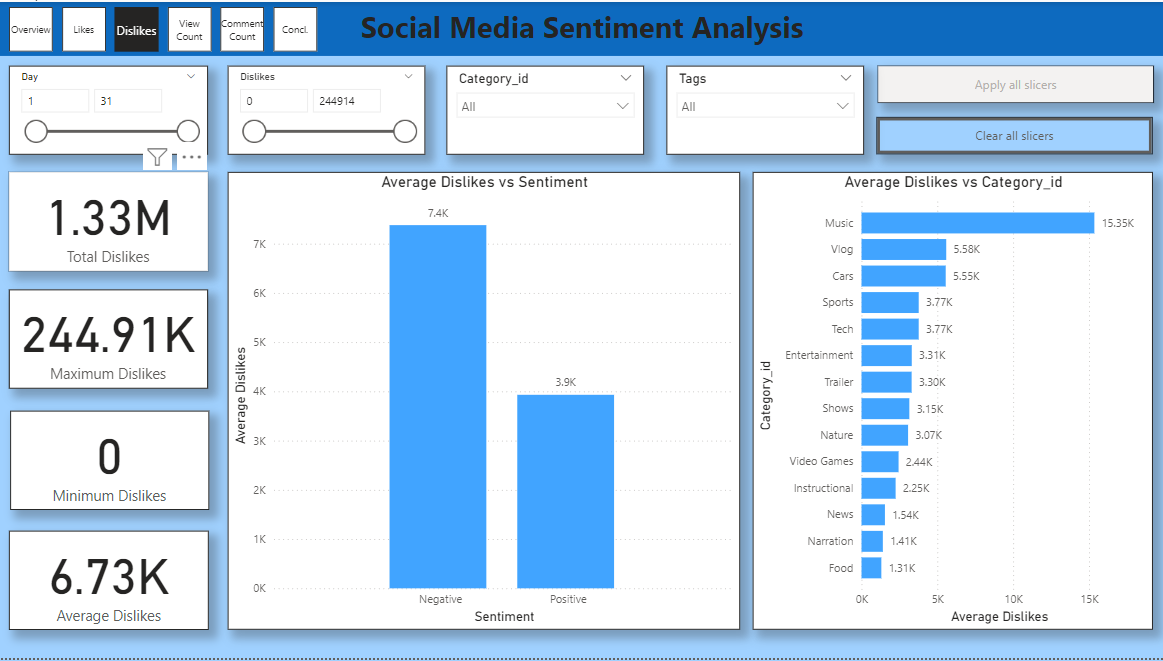 Overview
Likes
Dislikes
View
Count
Comment
Count
Concl.
Social Media Sentiment Analysis
Day
1
31
Dislikes
0
244914
Category_id
All
Tags
All
Apply all slicers
Clear all slicers
1.33M
Total Dislikes
244.91K
Maximum Dislikes
0
Minimum Dislikes
6.73K
Average Dislikes
Average Dislikes vs Sentiment
Average Dislikes
7K
6K
5K
4K
3K
2K
1K
0K
7.4K
3.9K
Negative
Positive
Sentiment
Average Dislikes vs Category_id
Category_id
Music 15.35K
Vlog 5.58K
Cars 5.55K
Sports 3.77K
Tech 3.77K
Entertainment 3.31K
Trailer 3.30K
Shows 3.15K
Nature 3.07K
Video Games 2.44K
Instructional 2.25K
News 1.54K
Narration 1.41K
Food 1.31K
0K 5K 10K 15K
Average Dislikes